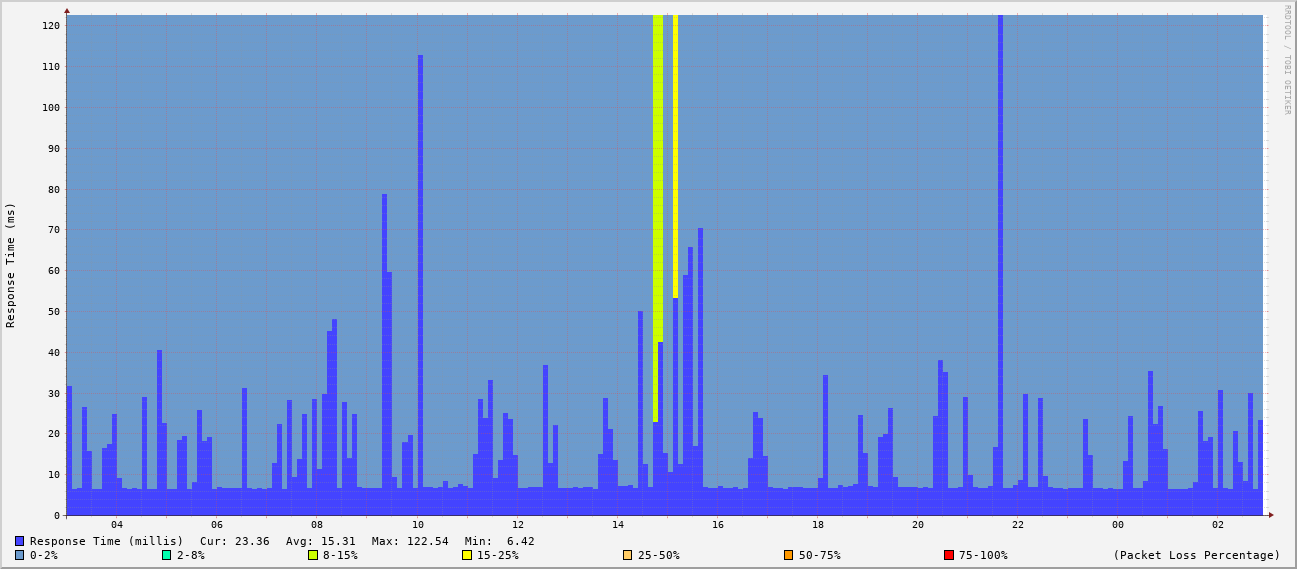 RRDTOOL / TOBI OETIKER
Response Time (ms)
120
110
100
90
80
70
60
50
40
30
20
10
0
04 06 08 10 12 14 16 18 20 22 00 02
Response Time (millis) Cur: 23.36 Avg: 15.31 Max: 122.54 Min: 6.42
0-2% 2-8% 8-15% 15-25% 25-50% 50-75% 75-100% (Packet Loss Percentage)